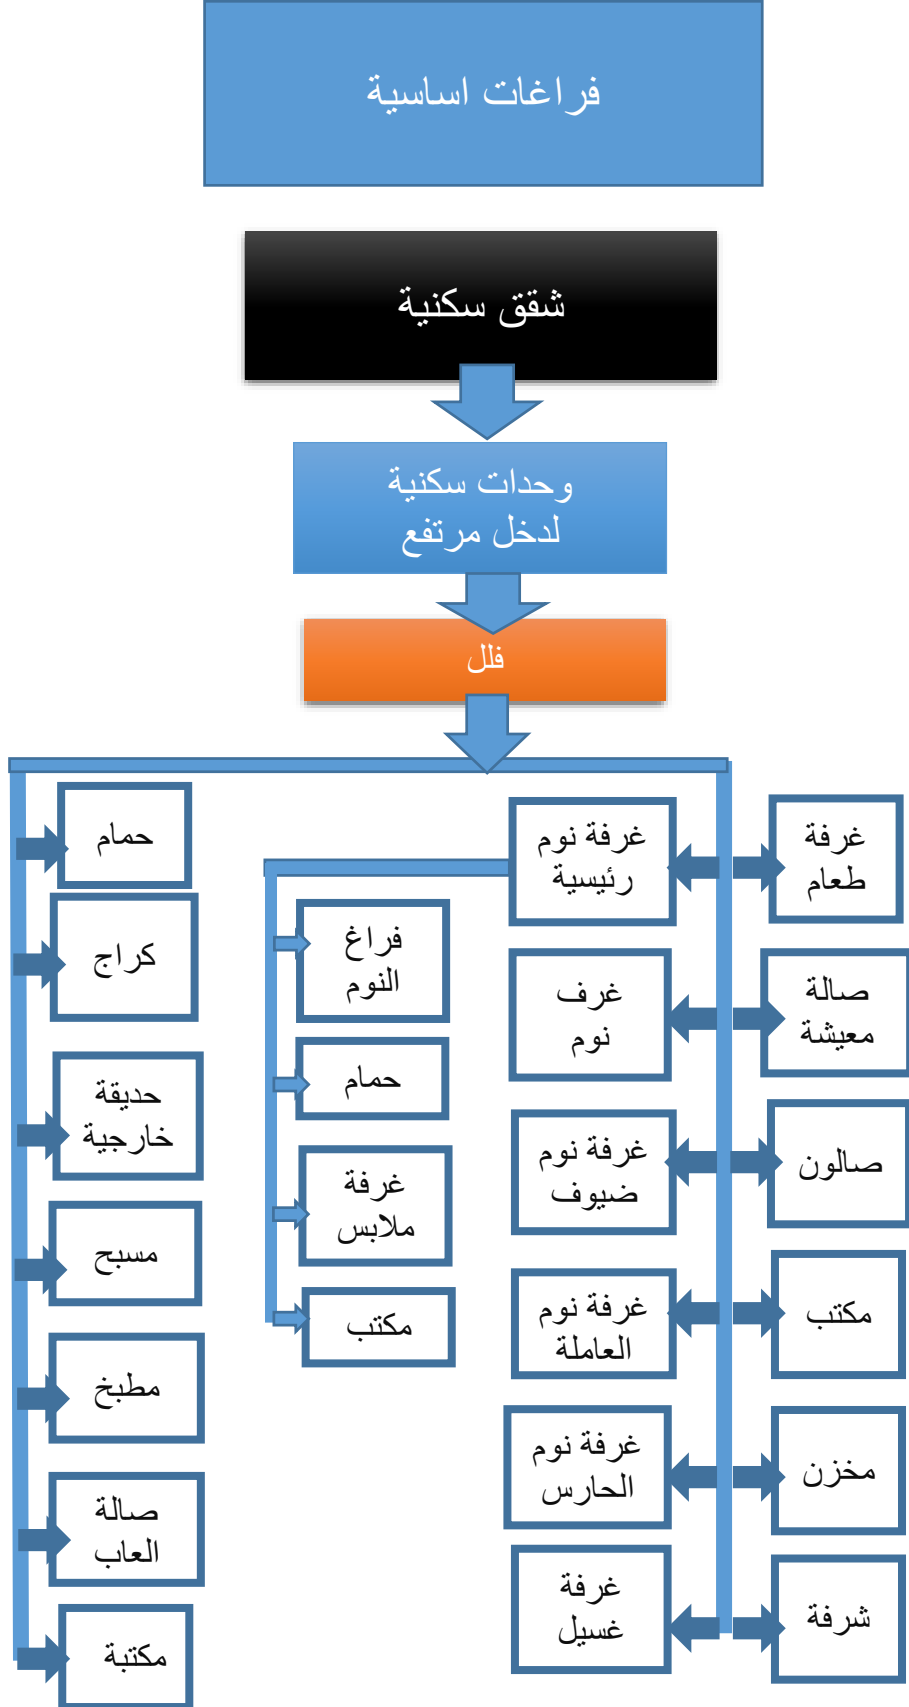 فراغات اساسية
شقق سكنية
وحدات سكنية
لدخل مرتفع
فلل
غرفة
طعام
صالة
معيشة
صالون
مكتب
مخزن
شرفة
غرفة نوم
رئيسية
غرف
نوم
غرفة نوم
ضيوف
غرفة نوم
العاملة
غرفة نوم
الحارس
غرفة
غسيل
فراغ
النوم
حمام
غرفة
ملابس
مكتب
حمام
كراج
حديقة
خارجية
مسبح
مطبخ
صالة
العاب
مكتبة